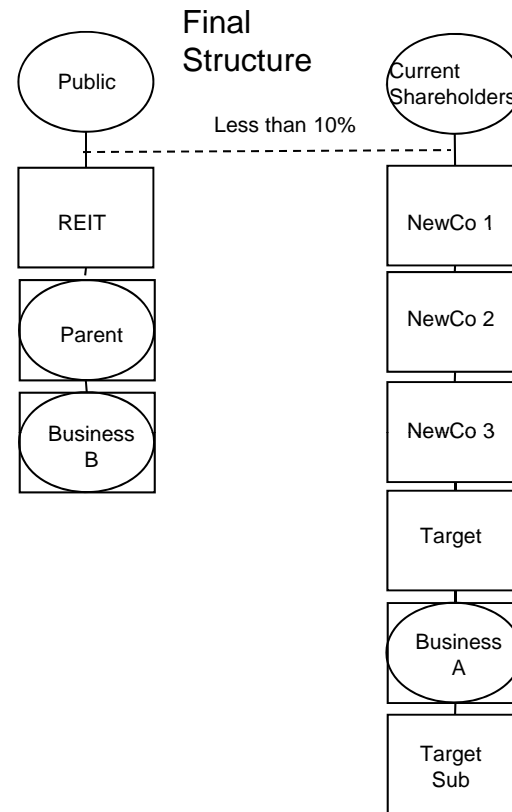 Final
Structure
Public
Current
Shareholders
Less than 10%
REIT
NewCo 1
Parent
NewCo 2
Business
B
NewCo 3
Target
Business
A
Target
Sub